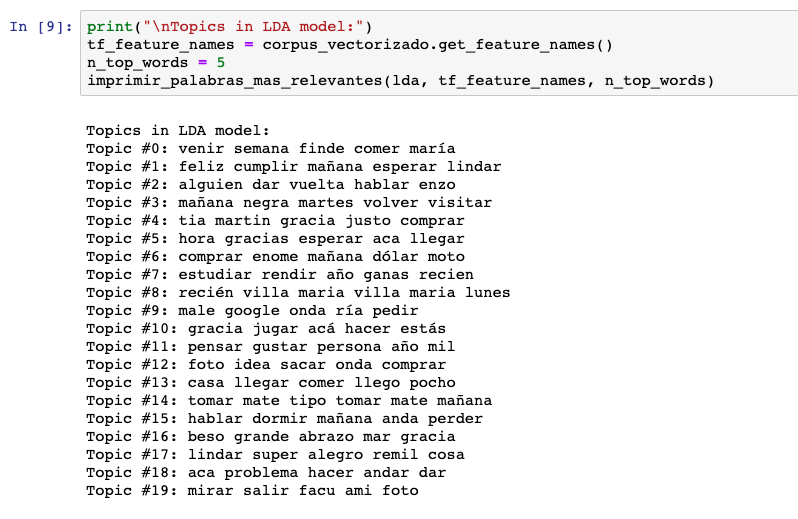 In [9]: print("\nTopics in LDA model:")
tf_feature_names = corpus_vectorizado.get_feature_names()
n_top_words = 5
imprimir_palabras_mas_relevantes(lda, tf_feature_names, n_top_words)
Topics in LDA model:
Topic #0: venir semana finde comer maría
Topic #1: feliz cumplir mañana esperar lindar
Topic #2: alguien dar vuelta hablar enzo
Topic #3: mañana negra martes volver visitar
Topic #4: tia martin gracia justo comprar
Topic #5: hora gracias esperar aca llegar
Topic #6: comprar enome mañana dólar moto
Topic #7: estudiar rendir año ganas recien
Topic #8: recién villa maria villa maria lunes
Topic #9: male google onda ría pedir
Topic #10: gracia jugar acá hacer estás
Topic #11: pensar gustar persona año mil
Topic #12: foto idea sacar onda comprar
Topic #13: casa llegar comer llego pocho
Topic #14: tomar mate tipo tomar mate mañana
Topic #15: hablar dormir mañana anda perder
Topic #16: beso grande abrazo mar gracia
Topic #17: lindar super alegro remil cosa
Topic #18: aca problema hacer andar dar
Topic #19: mirar salir facu ami foto